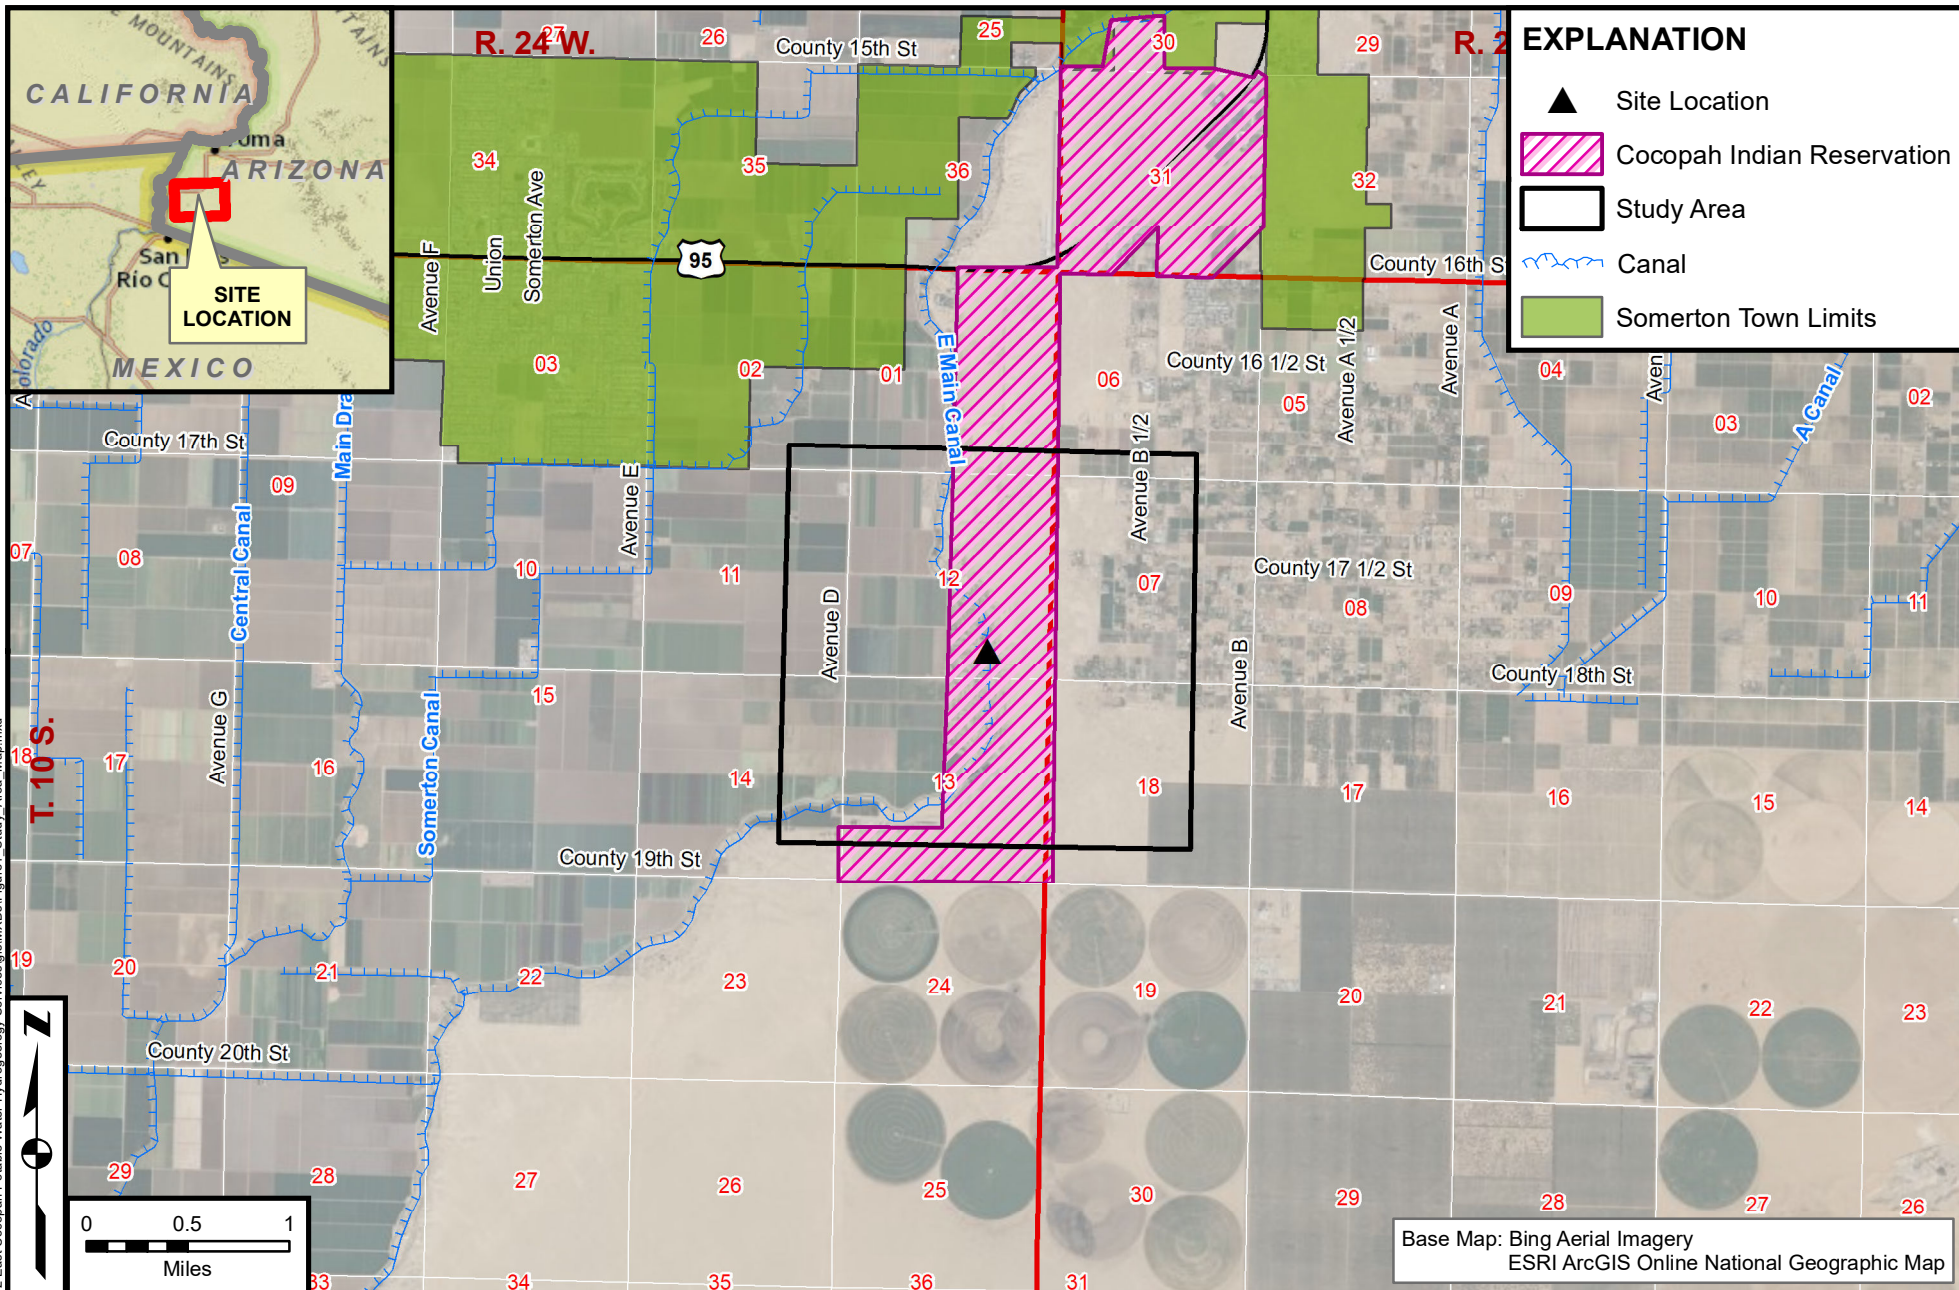 EXPLANATION
Site Location
Cocopah Indian Reservation
Study Area
Canal
Somerton Town Limits
CALIFORNIA
ARIZONA
MEXICO
San
SITE
LOCATION
R. 24 W.
T. 10 S.
27
26
County 15th St
25
30
29
34
35
36
31
32
Avenue F
Union
Somerton Ave
95
County 16th S
03
02
01
E Main Canal
06
County 16 1/2 St
05
Avenue A 1/2
Avenue A
04
Aven
03
A Canal
02
County 17th St
Main Dra
09
Avenue E
Avenue B 1/2
07
08
Central Canal
10
11
Avenue D
12
07
County 17 1/2 St
08
09
10
11
Avenue B
County 18th St
Avenue G
15
18
17
16
Somerton Canal
14
13
18
17
16
15
14
County 19th St
19
20
21
22
23
24
19
20
21
22
23
County 20th St
29
28
27
26
25
30
29
28
27
26
33
34
35
36
31
Z
0 0.5 1
Miles
Base Map: Bing Aerial Imagery
ESRI ArcGIS Online National Geographic Map